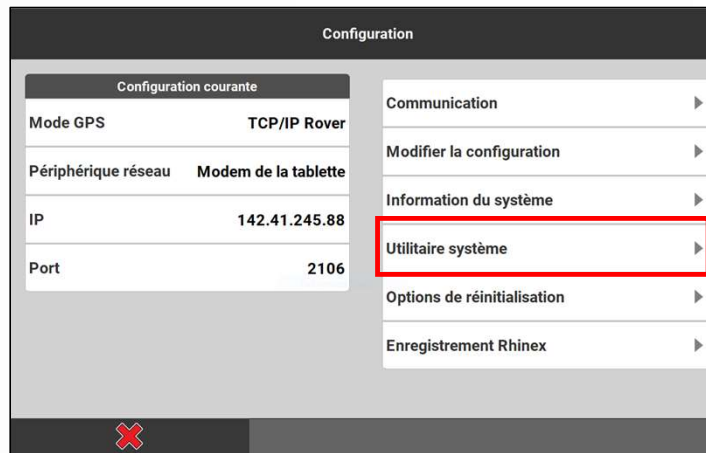 Configuration
Configuration courante
Mode GPS TCP/IP Rover
Périphérique réseau Modem de la tablette
IP 142.41.245.88
Port 2106
Communication
Modifier la configuration
Information du système
Utilitaire système
Options de réinitialisation
Enregistrement Rhinex